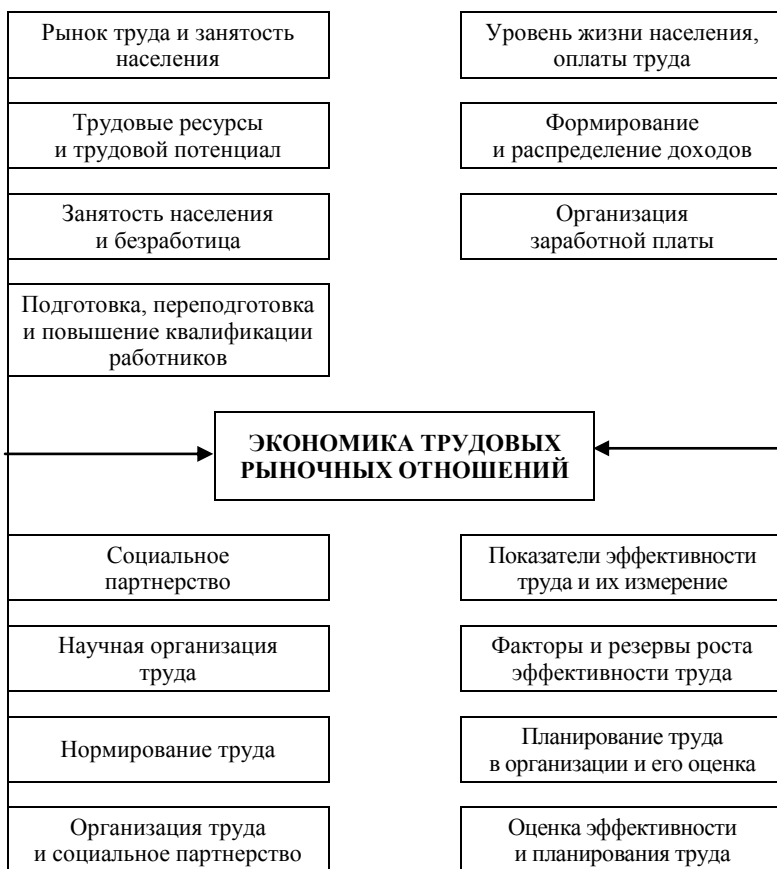 Рынок труда и занятость
населения
Трудовые ресурсы
и трудовой потенциал
Занятость населения
и безработица
Подготовка, переподготовка
и повышение квалификации
работников
Уровень жизни населения,
оплаты труда
Формирование
и распределение доходов
Организация
заработной платы
ЭКОНОМИКА ТРУДОВЫХ
РЫНОЧНЫХ ОТНОШЕНИЙ
Социальное
партнерство
Научная организация
труда
Нормирование труда
Организация труда
и социальное партнерство
Показатели эффективности
труда и их измерение
Факторы и резервы роста
эффективности труда
Планирование труда
в организации и его оценка
Оценка эффективности
и планирования труда